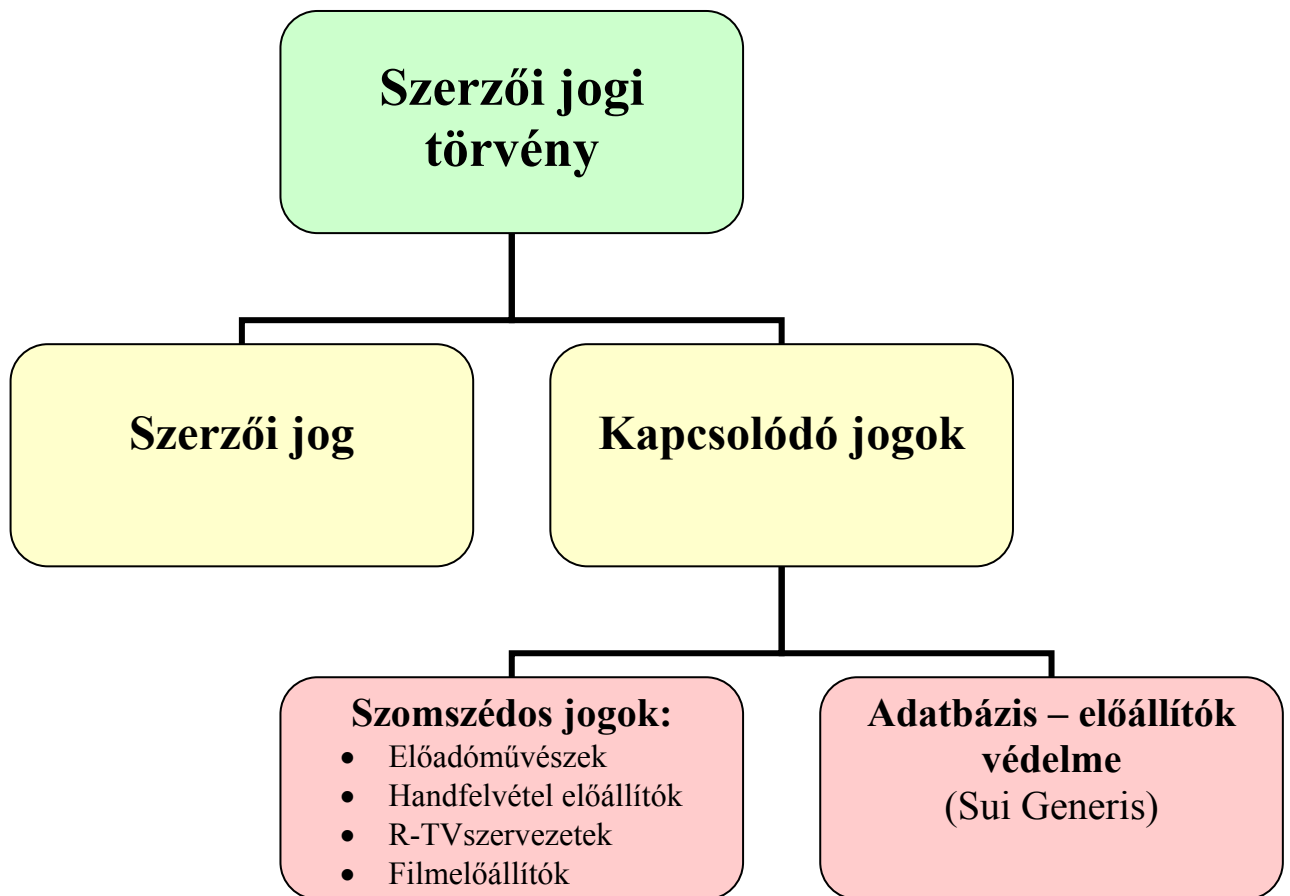 Szerzői jogi
törvény
Szerzői jog
Kapcsolódó jogok
Szomszédos jogok:
• Előadóművészek
• Handfelvétel előállítók
• R-TVszervezetek
• Filmelőállítók
Adatbázis – előállítók
védelme
(Sui Generis)